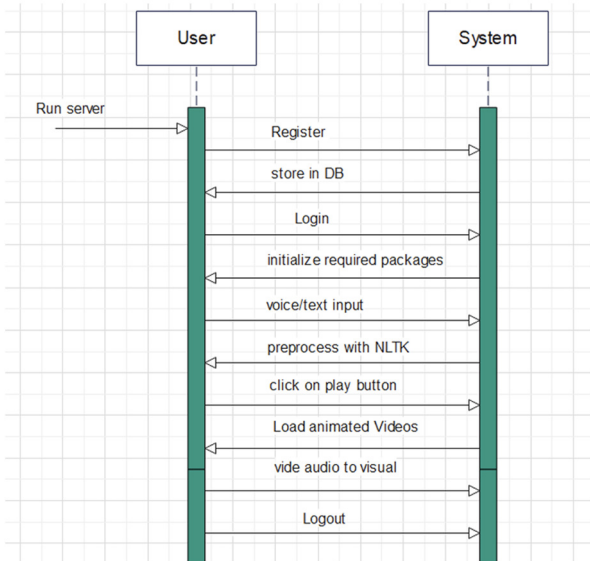 User
System
Run server
Register
store in DB
Login
initialize required packages
voice/text input
preprocess with NLTK
click on play button
Load animated Videos
vide audio to visual
Logout